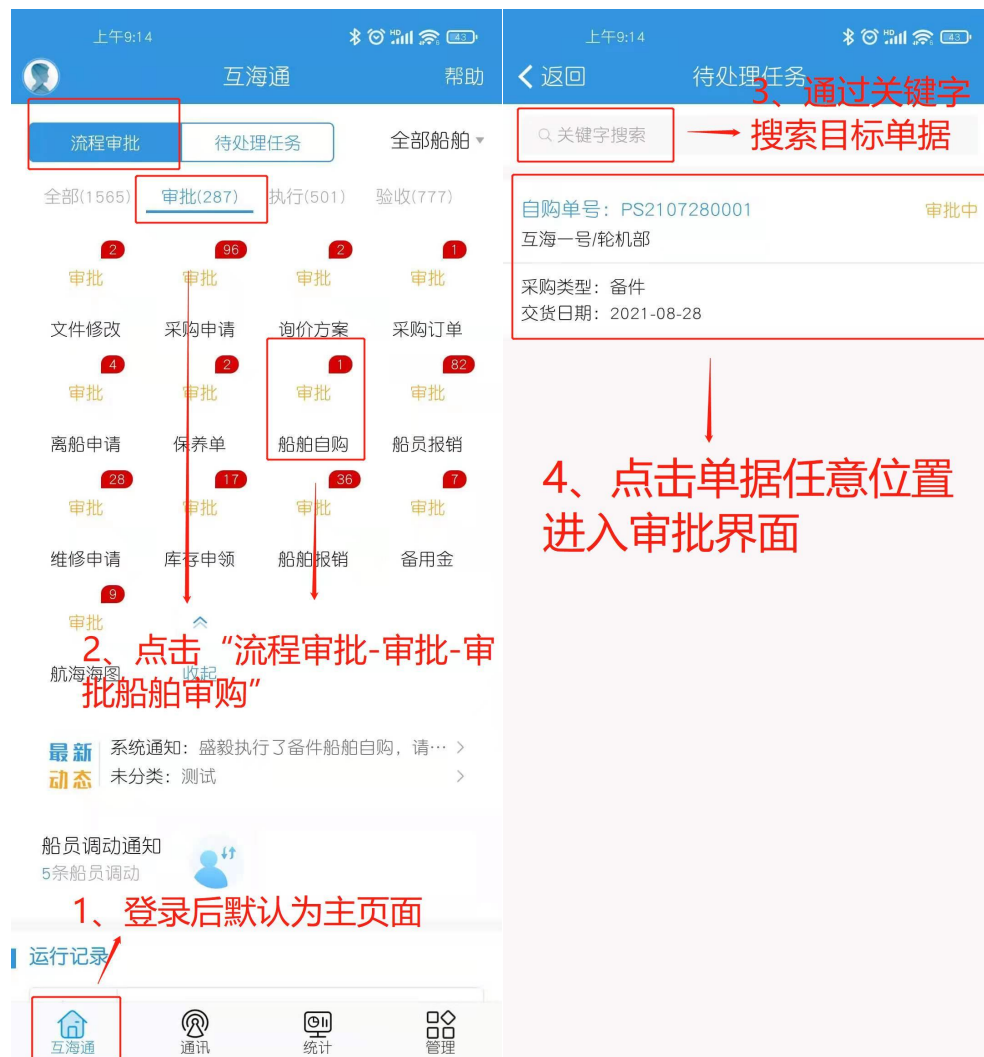 上午9:14
HD
43
互海通
帮助
流程审批
待处理任务
全部船舶
全部(1565)
审批(287)
执行(501)
验收(777)
2
96
2
1
审批
审批
审批
审批
文件修改
采购申请
询价方案
采购订单
4
2
1
82
审批
审批
审批
审批
离船申请
保养单
船舶自购
船员报销
28
17
36
7
审批
审批
审批
审批
维修申请
库存申领
船舶报销
备用金
9
审批
航海海图
收起
2、点击“流程审批-审批-审
批船舶审购”
最新
动态
系统通知：盛毅执行了备件船舶自购，请…
未分类：测试
船员调动通知
5条船员调动
1、登录后默认为主页面
运行记录
互海通
通讯
统计
管理
上午9:14
HD
43
返回
待处理任务
3、通过关键字
搜索目标单据
关键字搜索
自购单号：PS2107280001
审批中
互海一号/轮机部
采购类型：备件
交货日期：2021-08-28
4、点击单据任意位置
进入审批界面